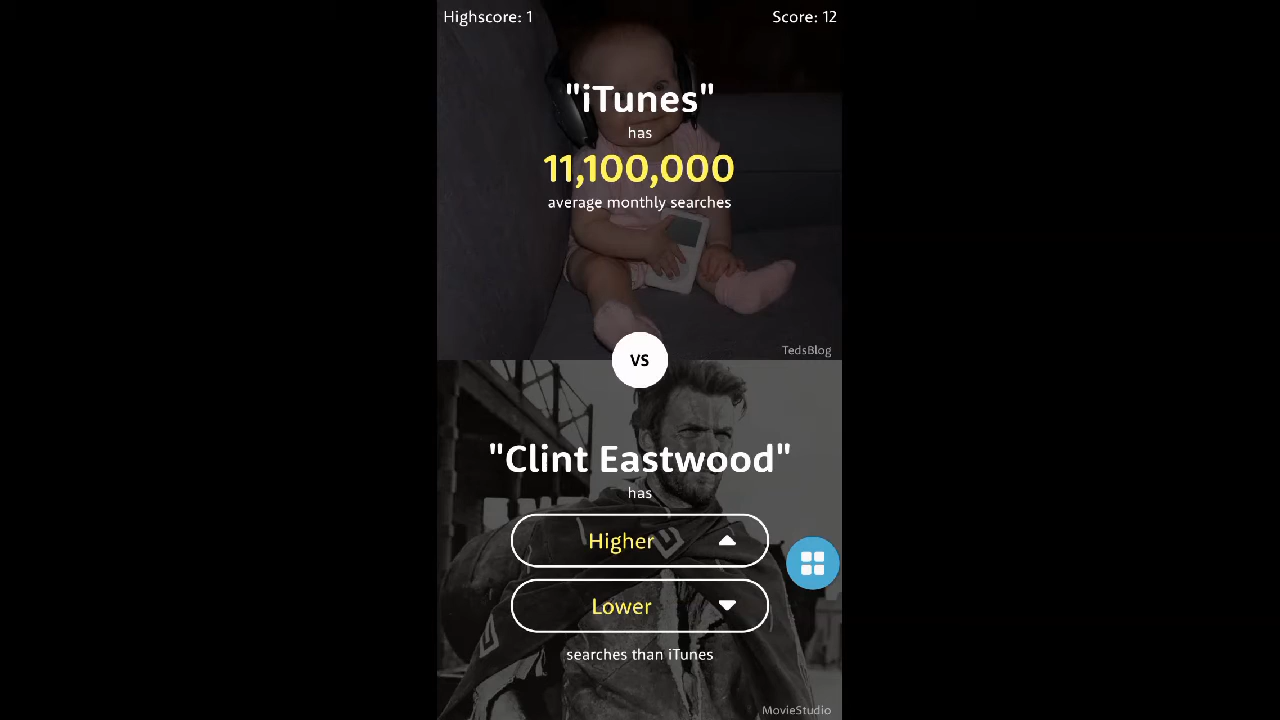 Highscore: 1
Score: 12
"iTunes"
has
11,100,000
average monthly searches
TedsBlog
VS
"Clint Eastwood"
has
Higher
Lower
searches than iTunes
MovieStudio